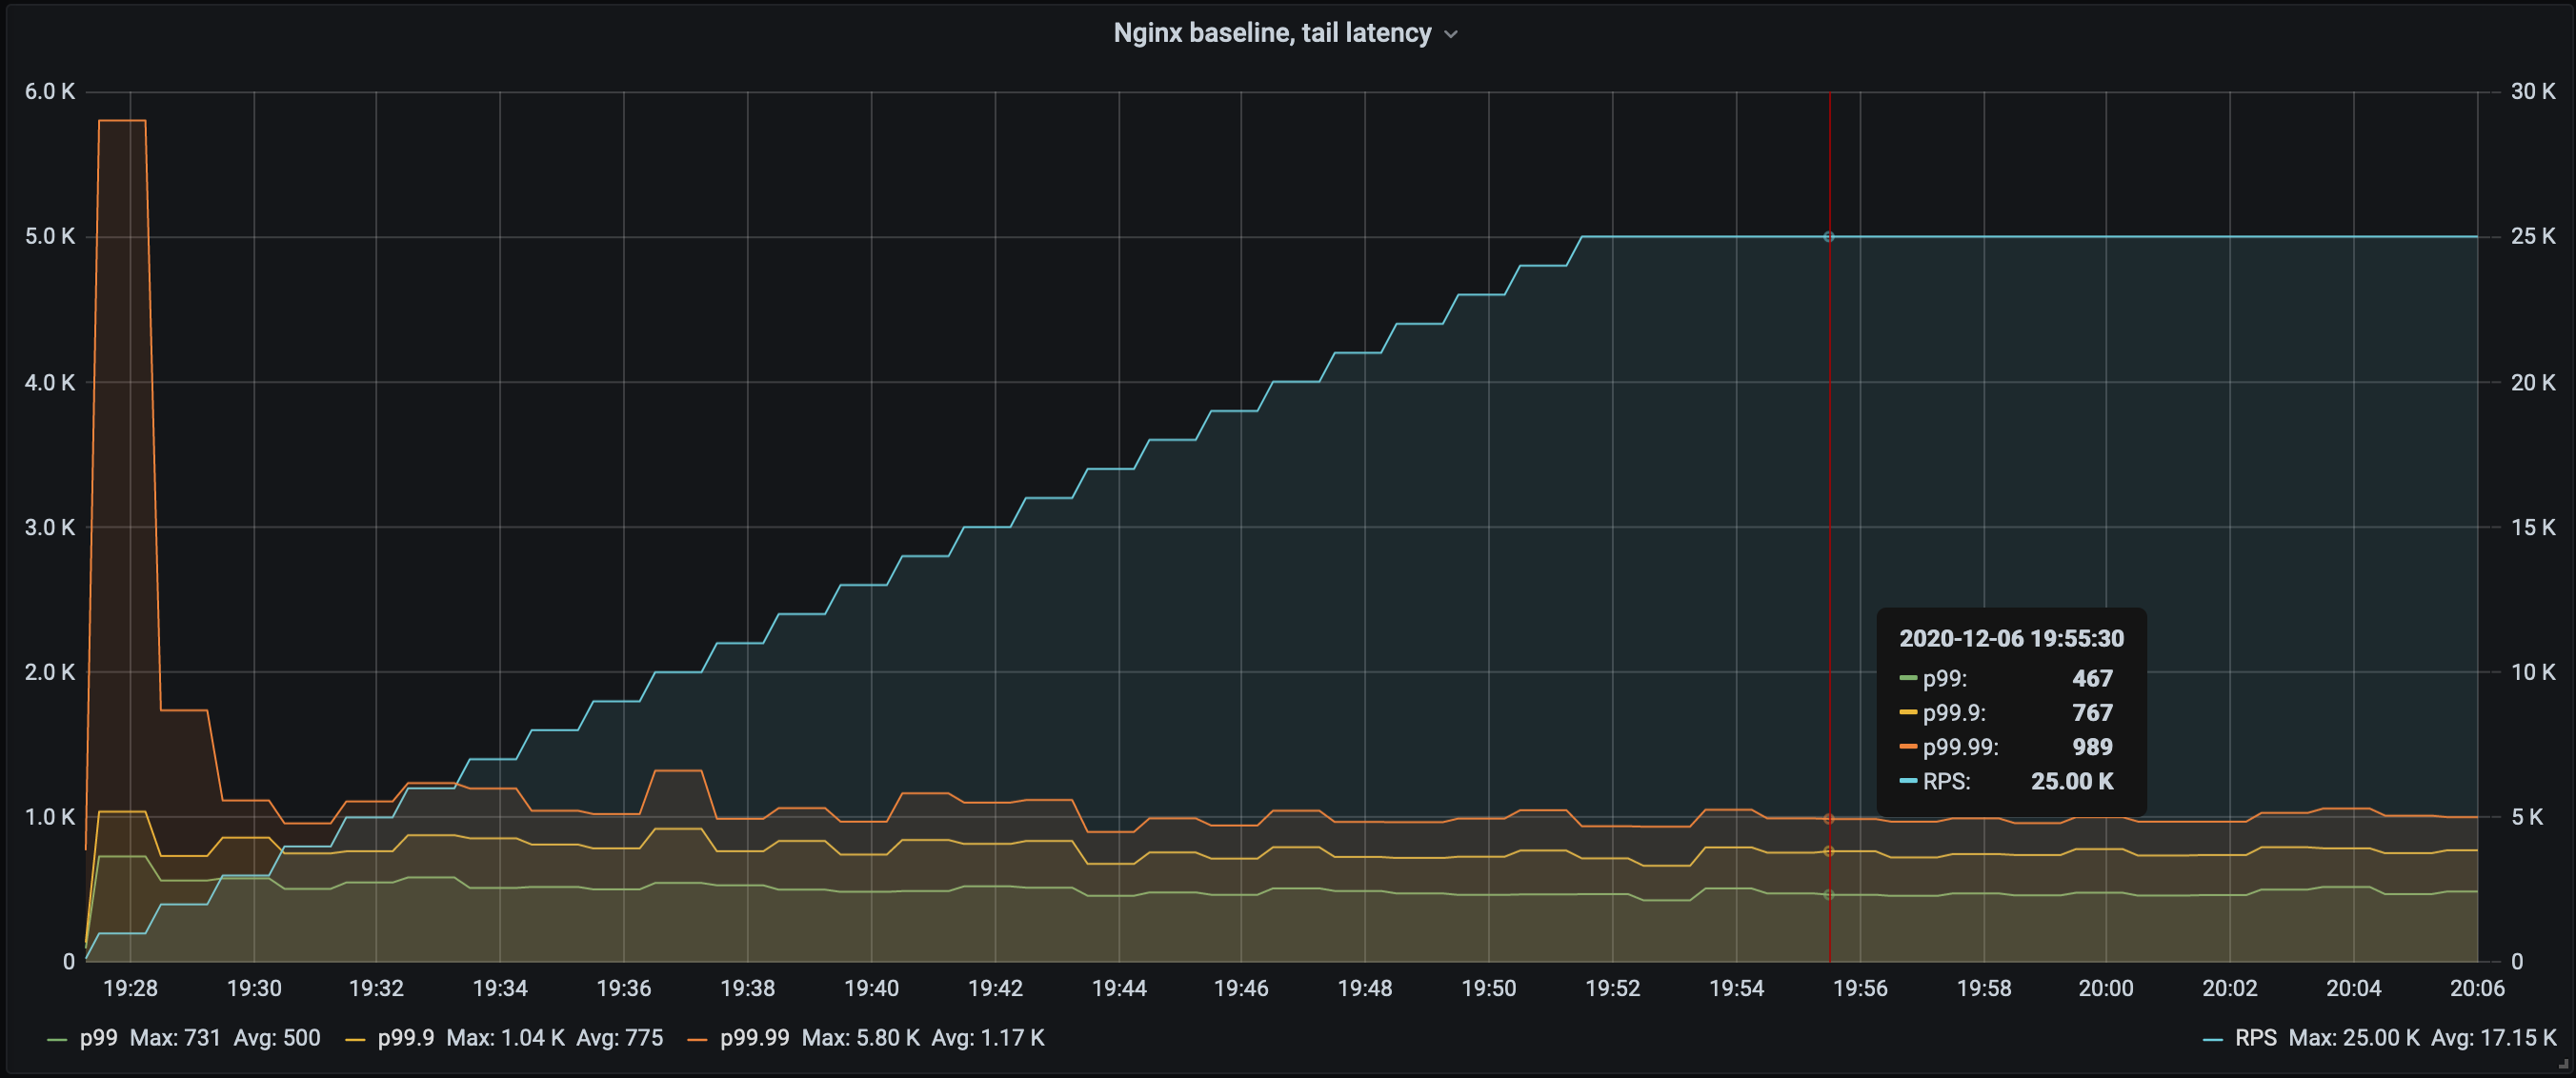 Nginx baseline, tail latency
6.0 K
5.0 K
4.0 K
3.0 K
2.0 K
1.0 K
0
30 K
25 K
20 K
15 K
10 K
5 K
0
2020-12-06 19:55:30
p99: 467
p99.9: 767
p99.99: 989
RPS: 25.00 K
19:28 19:30 19:32 19:34 19:36 19:38 19:40 19:42 19:44 19:46 19:48 19:50 19:52 19:54 19:56 19:58 20:00 20:02 20:04 20:06
p99 Max: 731 Avg: 500 p99.9 Max: 1.04 K Avg: 775 p99.99 Max: 5.80 K Avg: 1.17 K RPS Max: 25.00 K Avg: 17.15 K